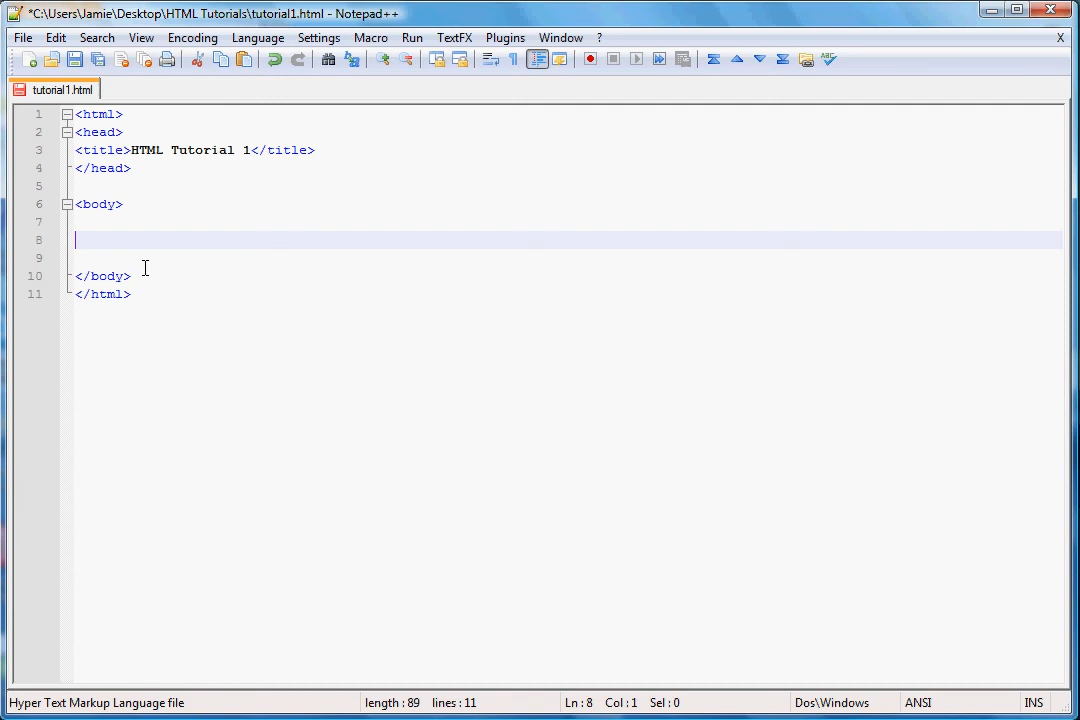 *C:\Users\Jamie\Desktop\HTML Tutorials\tutorial1.html - Notepad++
File Edit Search View Encoding Language Settings Macro Run TextFX Plugins Window ? X
tutorial1.html
1 <html>
2 <head>
3 <title>HTML Tutorial 1</title>
4 </head>
5
6 <body>
7
8
9
10 </body>
11 </html>
Hyper Text Markup Language file length : 89 lines : 11 Ln : 8 Col : 1 Sel : 0 Dos\Windows ANSI INS